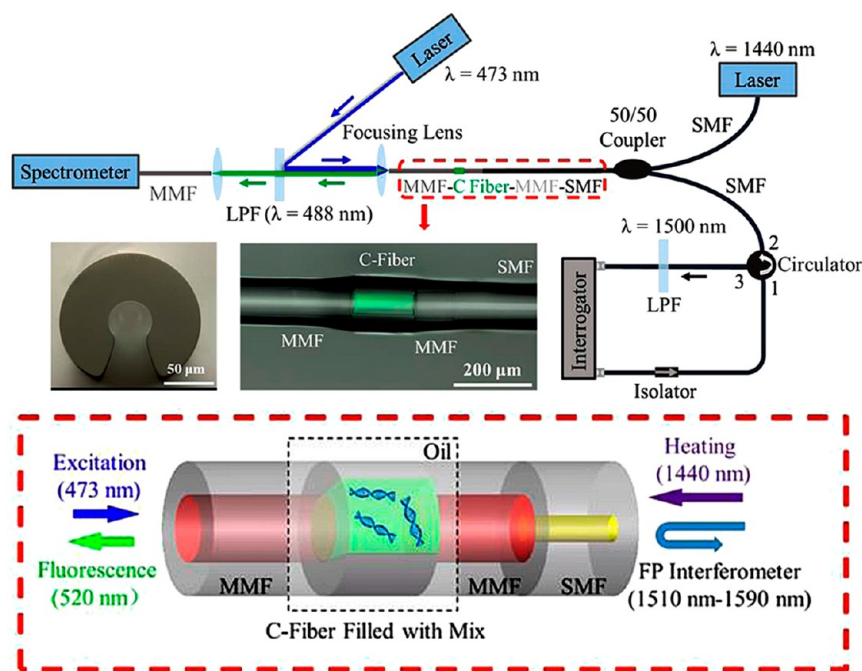 Laser
λ = 473 nm
λ = 1440 nm
Laser
50/50
Coupler
SMF
Focusing Lens
Spectrometer
MMF
LPF (λ = 488 nm)
MMF-C Fiber-MMF-SMF
SMF
λ = 1500 nm
2
Circulator
3
1
LPF
Interrogator
Isolator
50 μm
C-Fiber
SMF
MMF
MMF
200 μm
Oil
Excitation
(473 nm)
Heating
(1440 nm)
Fluorescence
(520 nm)
FP Interferometer
(1510 nm-1590 nm)
MMF
MMF
SMF
C-Fiber Filled with Mix